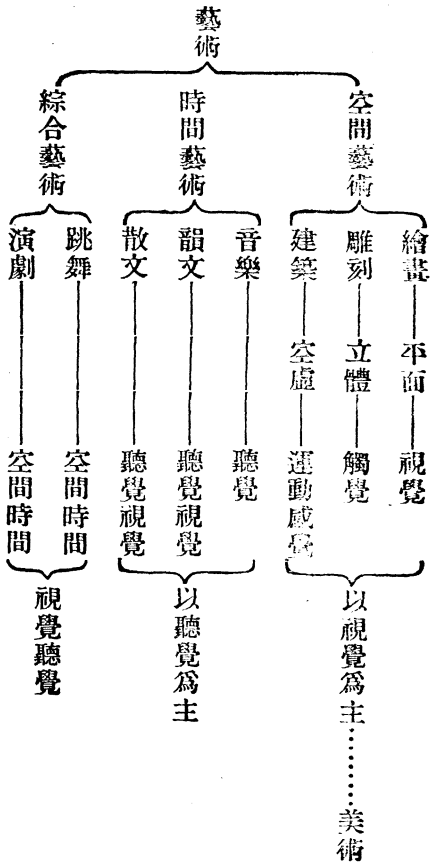 藝術
空間藝術
時間藝術
綜合藝術
繪畫
雕刻
建築
音樂
韻文
散文
跳舞
演劇
平面
立體
空虛
視覺
觸覺
運動感覺
聽覺
聽覺視覺
聽覺視覺
空間時間
空間時間
以視覺爲主………美術
以聽覺爲主
視覺聽覺